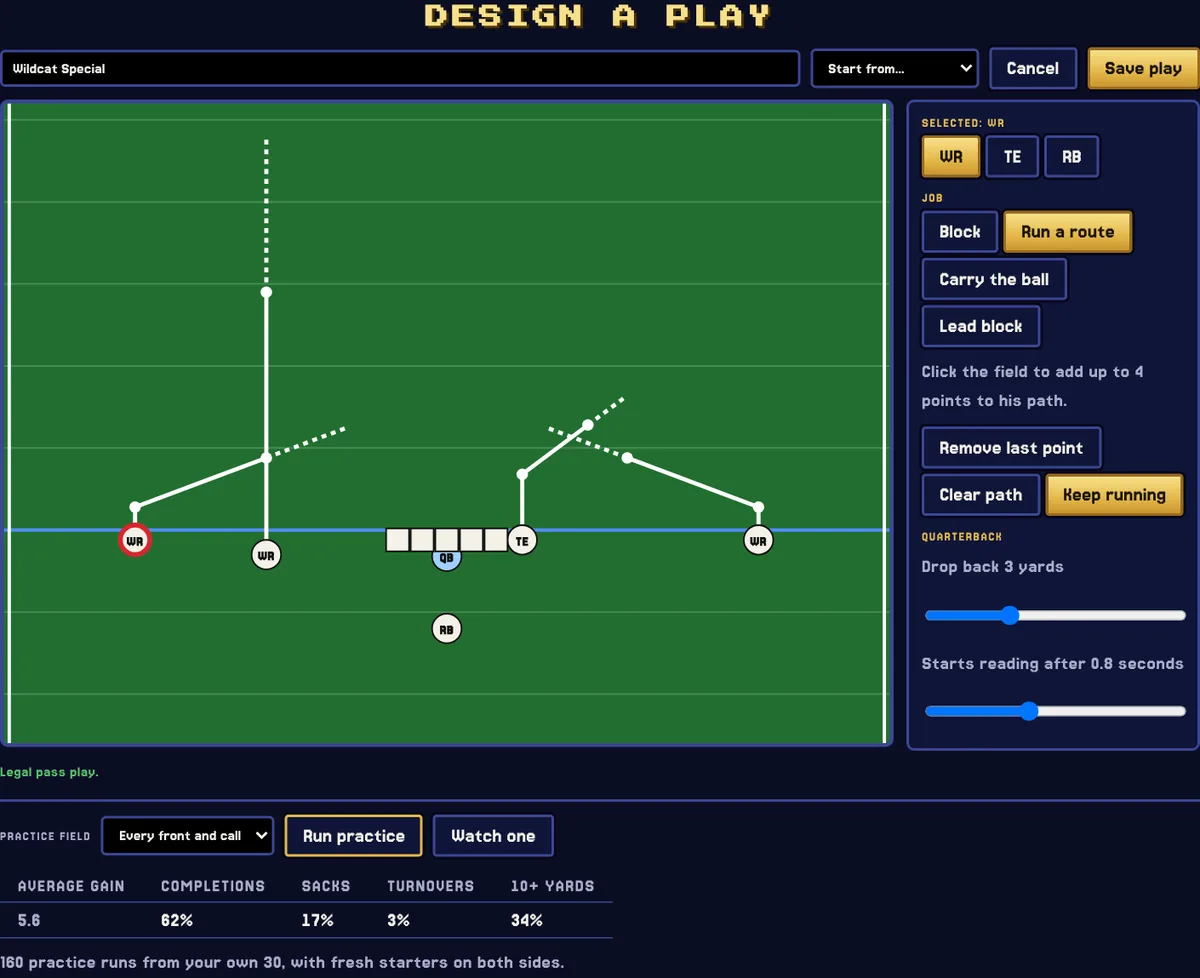 DESIGN A PLAY
Wildcat Special
Start from...
Cancel
Save play
SELECTED: WR
WR TE RB
JOB
Block Run a route
Carry the ball
Lead block
Click the field to add up to 4
points to his path.
Remove last point
Clear path Keep running
QUARTERBACK
Drop back 3 yards
Starts reading after 0.8 seconds
WR
WR
QB
TE
WR
RB
Legal pass play.
PRACTICE FIELD Every front and call Run practice Watch one
AVERAGE GAIN COMPLETIONS SACKS TURNOVERS 10+ YARDS
5.6 62% 17% 3% 34%
160 practice runs from your own 30, with fresh starters on both sides.